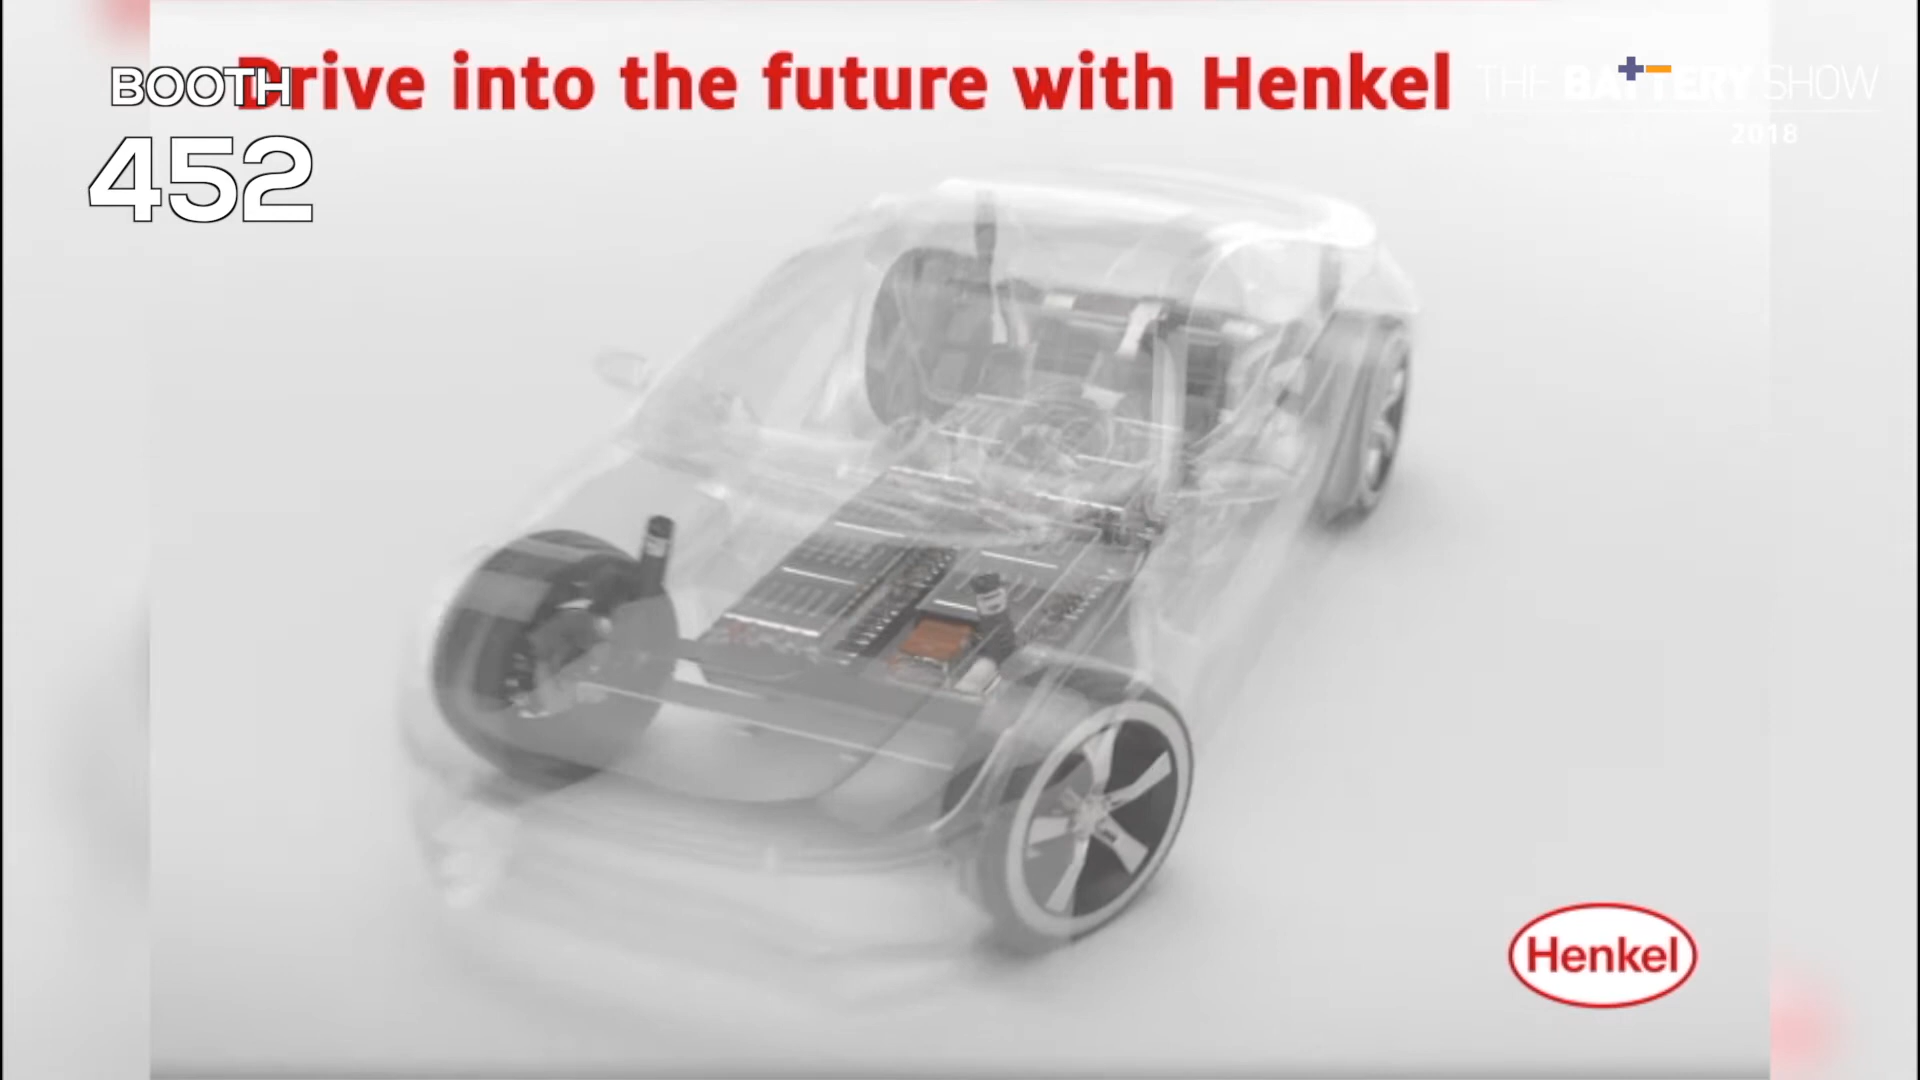 Drive into the future with Henkel
BOOTH
452
THE BATTERY SHOW
2018
Henkel